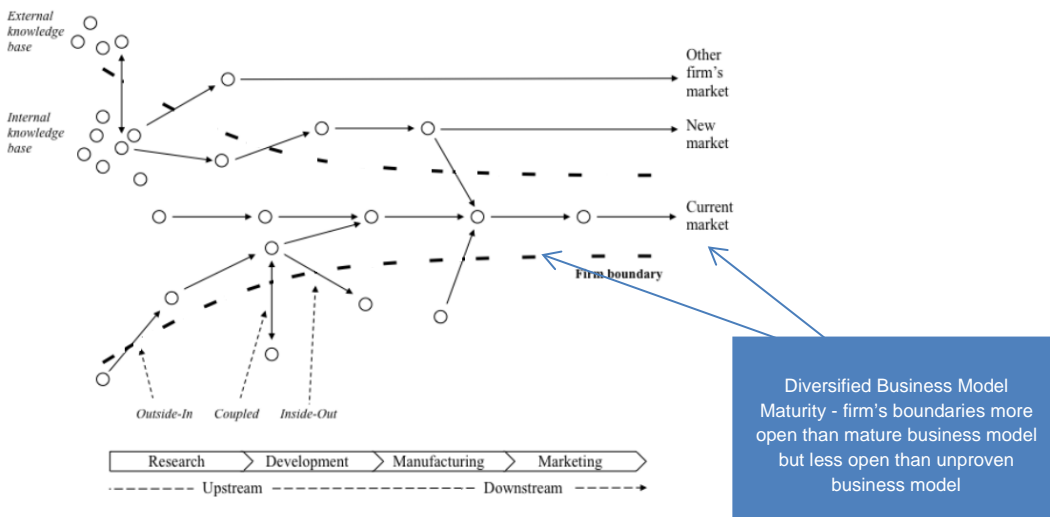 External
knowledge
base
Other
firm's
market
Internal
knowledge
base
New
market
Current
market
Firm boundary
Outside-In Coupled Inside-Out
Research Development Manufacturing Marketing
Upstream Downstream
Diversified Business Model
Maturity - firm's boundaries more
open than mature business model
but less open than unproven
business model